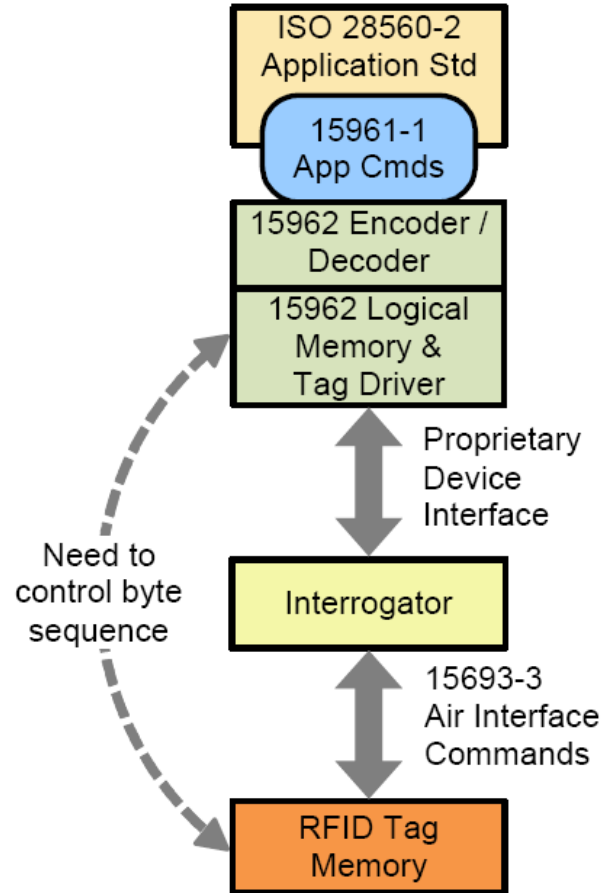 ISO 28560-2
Application Std
15961-1
App Cmds
15962 Encoder /
Decoder
15962 Logical
Memory &
Tag Driver
Proprietary
Device
Interface
Need to
control byte
sequence
Interrogator
15693-3
Air Interface
Commands
RFID Tag
Memory